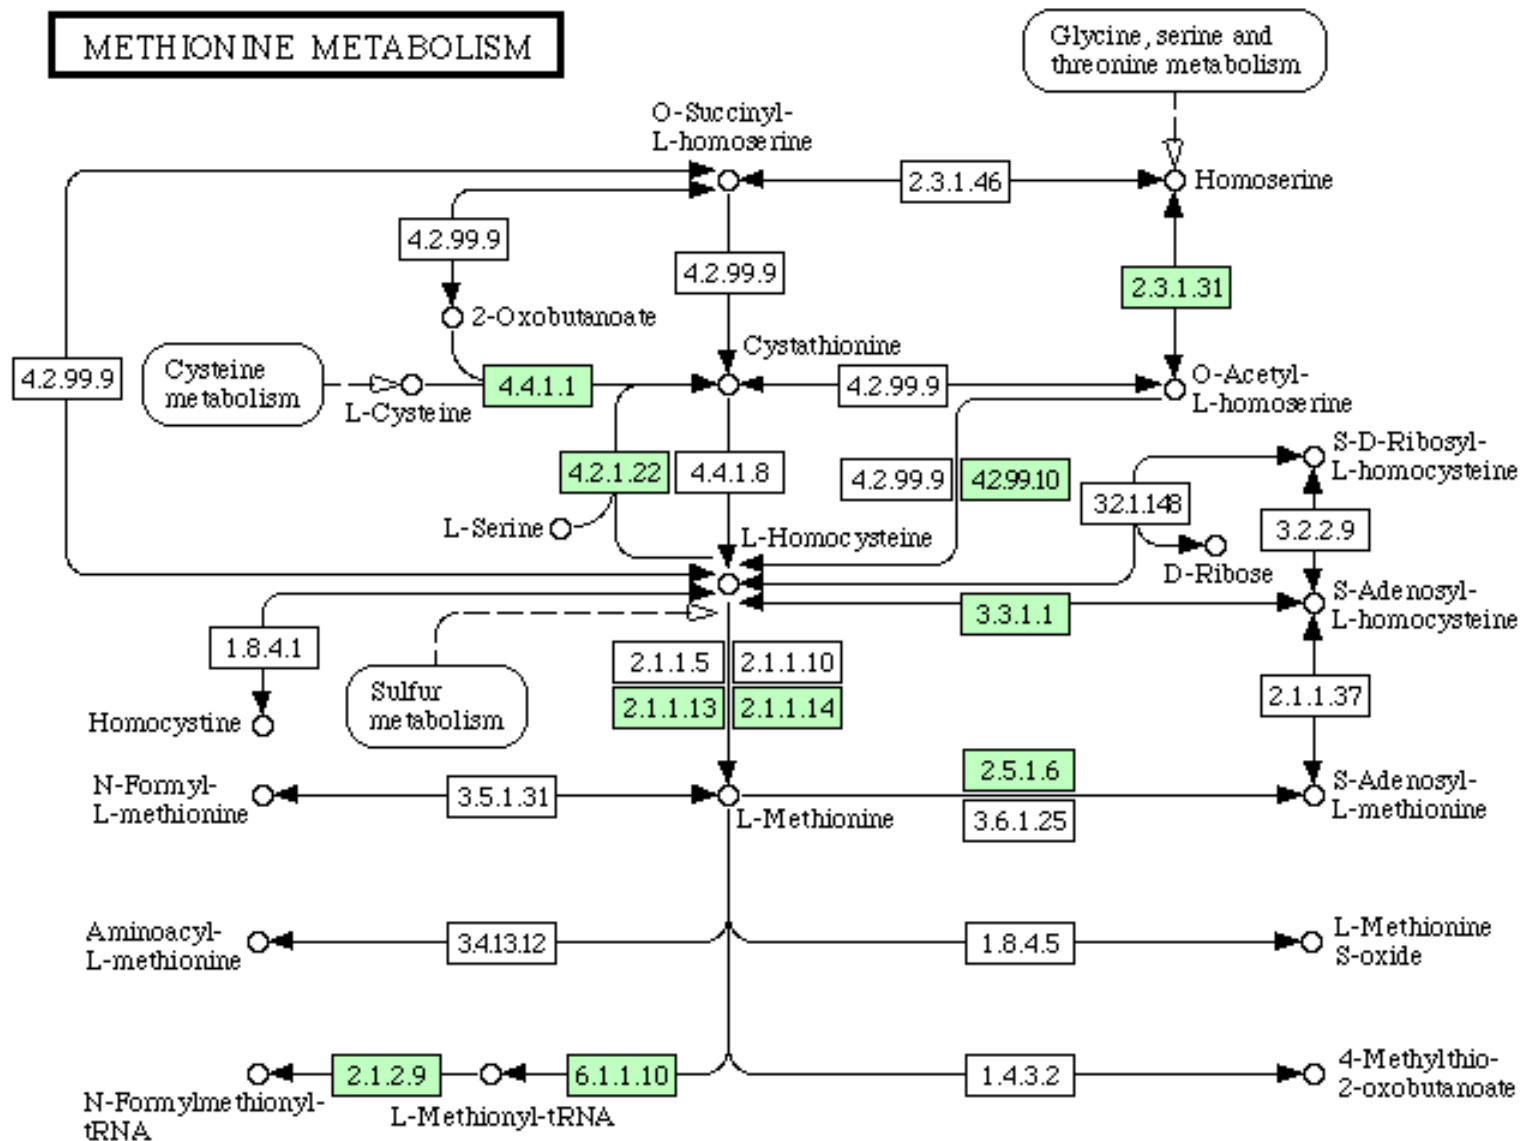 METHIONINE METABOLISM
Glycine, serine and
threonine metabolism
O-Succinyl-
L-homoserine
2.3.1.46
Homoserine
4.2.99.9
4.2.99.9
2.3.1.31
2-Oxobutanoate
Cystathionine
4.2.99.9
Cysteine
metabolism
L-Cysteine
4.4.1.1
4.2.99.9
O-Acetyl-
L-homoserine
4.2.1.22
4.4.1.8
4.2.99.9
4.2.99.10
S-D-Ribosyl-
L-homocysteine
3.2.1.148
L-Serine
L-Homocysteine
3.2.2.9
D-Ribose
S-Adenosyl-
L-homocysteine
3.3.1.1
1.8.4.1
2.1.1.5
2.1.1.10
Sulfur
metabolism
2.1.1.13
2.1.1.14
2.1.1.37
Homocystine
N-Formyl-
L-methionine
3.5.1.31
L-Methionine
2.5.1.6
3.6.1.25
S-Adenosyl-
L-methionine
Aminoacyl-
L-methionine
3.4.13.12
1.8.4.5
L-Methionine
S-oxide
2.1.2.9
6.1.1.10
1.4.3.2
4-Methylthio-
2-oxobutanoate
N-Formylmethionyl-
tRNA
L-Methionyl-tRNA